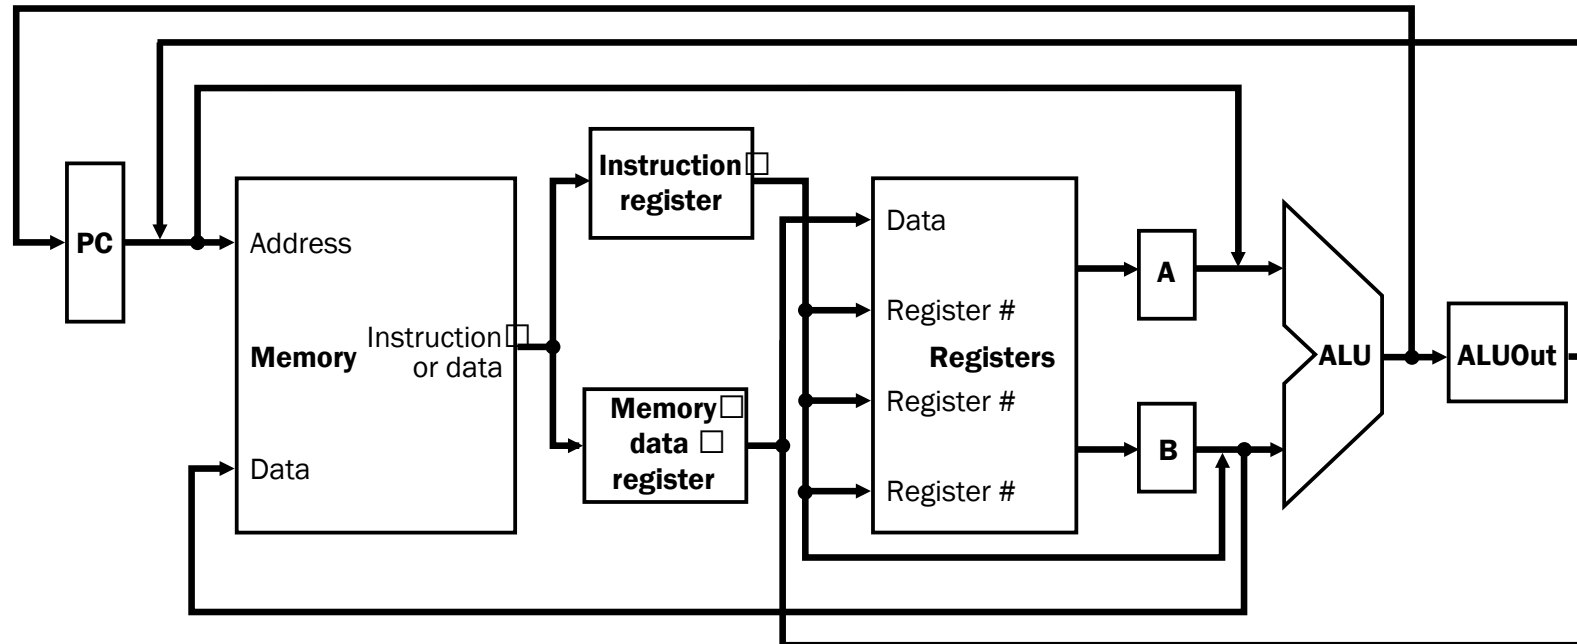 PC
Address
Memory
Instruction
or data
Data
Instruction
register
Memory
data
register
Data
Register #
Registers
Register #
Register #
A
B
ALU
ALUOut